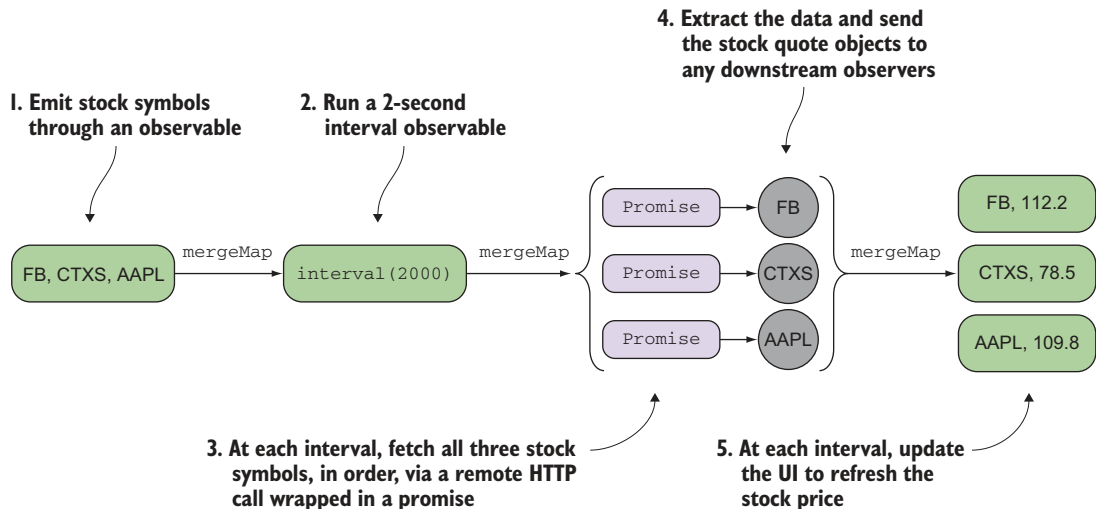 4. Extract the data and send
the stock quote objects to
any downstream observers
1. Emit stock symbols
through an observable
2. Run a 2-second
interval observable
FB, CTXS, AAPL
mergeMap
interval(2000)
mergeMap
Promise
FB
Promise
CTXS
Promise
AAPL
mergeMap
FB, 112.2
CTXS, 78.5
AAPL, 109.8
3. At each interval, fetch all three stock
symbols, in order, via a remote HTTP
call wrapped in a promise
5. At each interval, update
the UI to refresh the
stock price